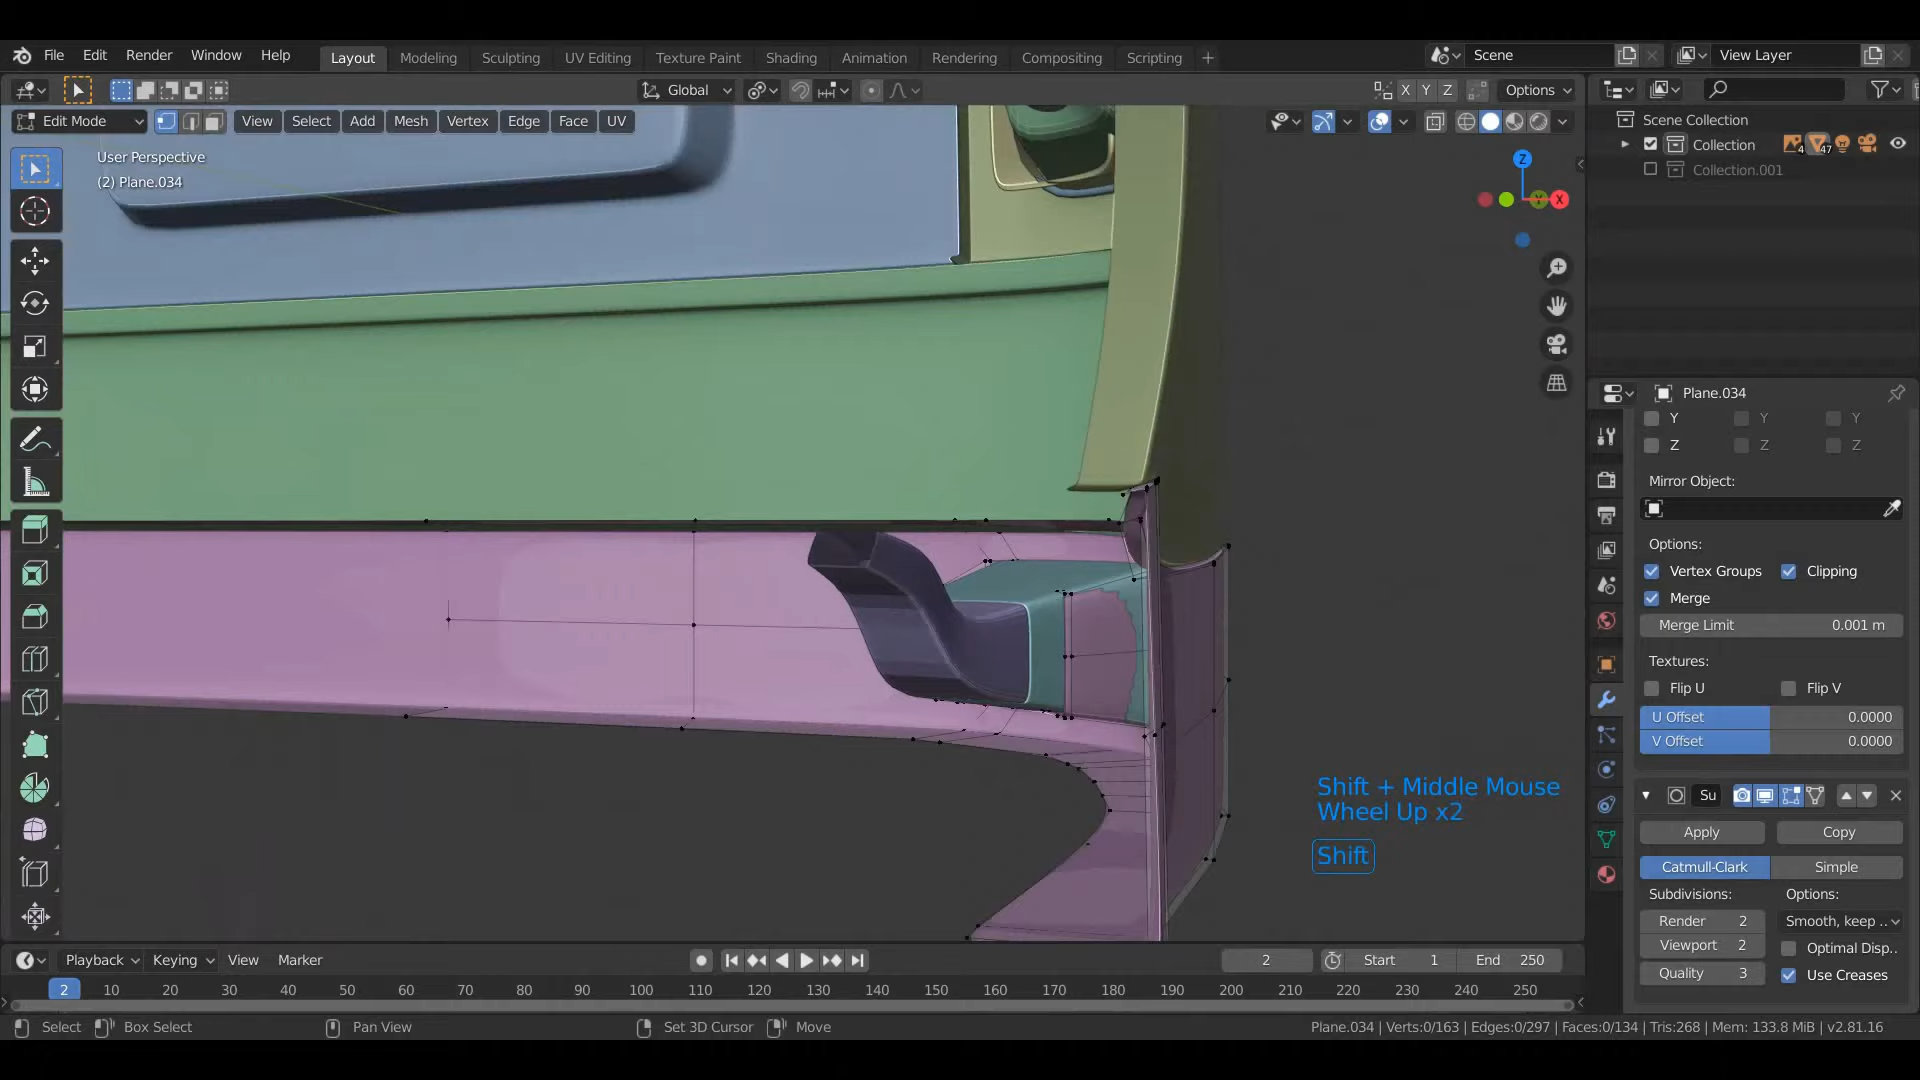 File Edit Render Window Help Layout Modeling Sculpting UV Editing Texture Paint Shading Animation Rendering Compositing Scripting + Scene View Layer
Global X Y Z Options
Edit Mode View Select Add Mesh Vertex Edge Face UV
Scene Collection
Collection 4 47
Collection.001
User Perspective
(2) Plane.034
Z
Y X
Plane.034
Y Y Y
Z Z Z
Mirror Object:
Options:
Vertex Groups Clipping
Merge
Merge Limit 0.001 m
Textures:
Flip U Flip V
U Offset 0.0000
V Offset 0.0000
Su
Apply Copy
Catmull-Clark Simple
Subdivisions: Options:
Render 2 Smooth, keep ..
Viewport 2 Optimal Disp..
Quality 3 Use Creases
Shift + Middle Mouse
Wheel Up x2
Shift
Playback Keying View Marker 2 Start 1 End 250
2 10 20 30 40 50 60 70 80 90 100 110 120 130 140 150 160 170 180 190 200 210 220 230 240 250
Select Box Select Pan View Set 3D Cursor Move Plane.034 | Verts:0/163 | Edges:0/297 | Faces:0/134 | Tris:268 | Mem: 133.8 MiB | v2.81.16